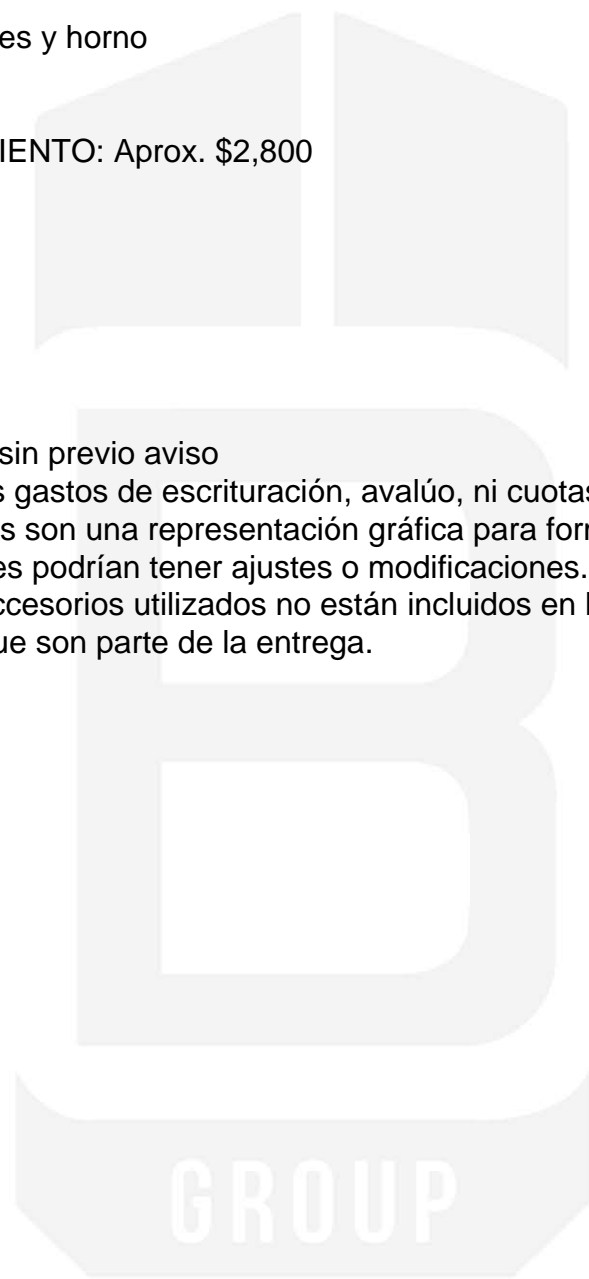 es y horno
IENTO: Aprox. $2,800
sin previo aviso
s gastos de escrituración, avalúo, ni cuotas
s son una representación gráfica para for
es podrían tener ajustes o modificaciones.
ccesorios utilizados no están incluidos en l
ue son parte de la entrega.
B
GROUP